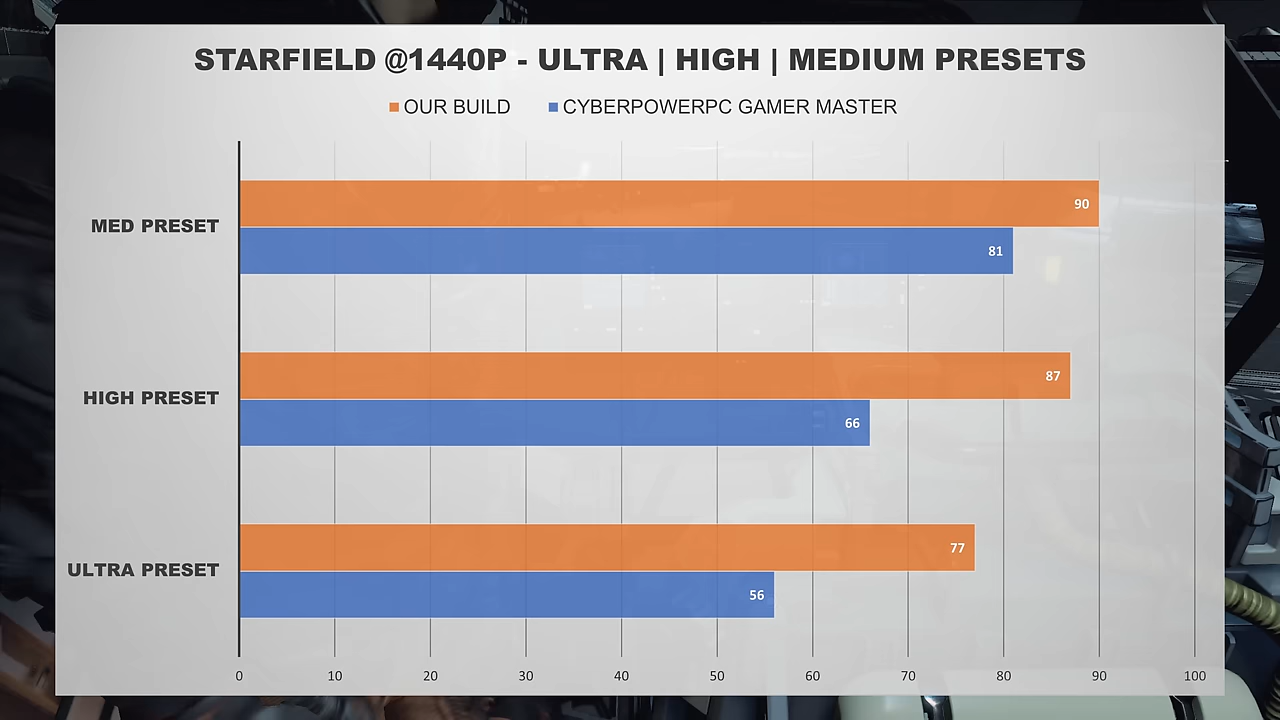 STARFIELD @1440P - ULTRA | HIGH | MEDIUM PRESETS
OUR BUILD CYBERPOWERPC GAMER MASTER
MED PRESET
90
81
HIGH PRESET
87
66
ULTRA PRESET
77
56
0 10 20 30 40 50 60 70 80 90 100